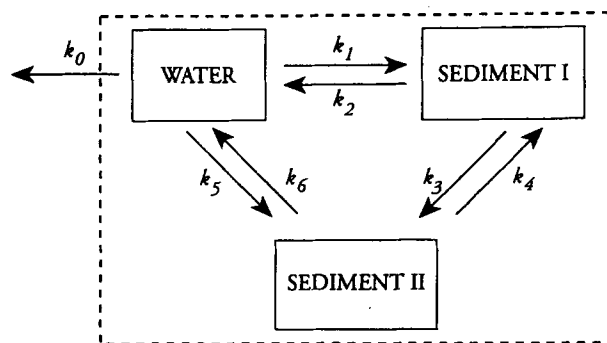 k0
WATER
k1
k2
SEDIMENT I
k5
k6
k3
k4
SEDIMENT II